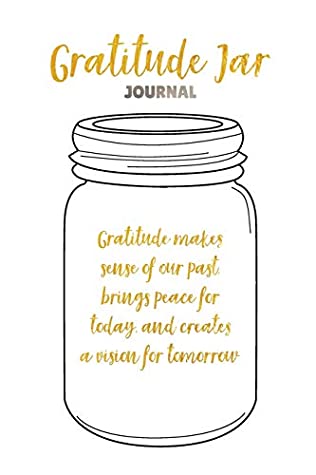 Gratitude Jar
JOURNAL
Gratitude makes
sense of our past,
brings peace for
today, and creates
a vision for tomorrow